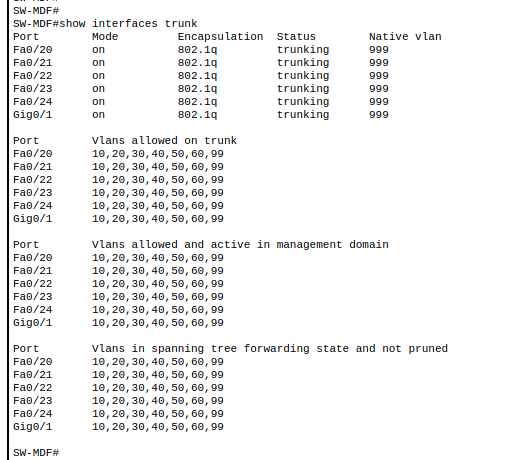 SW-MDF#
SW-MDF#show interfaces trunk
Port        Mode         Encapsulation  Status        Native vlan
Fa0/20      on           802.1q         trunking      999
Fa0/21      on           802.1q         trunking      999
Fa0/22      on           802.1q         trunking      999
Fa0/23      on           802.1q         trunking      999
Fa0/24      on           802.1q         trunking      999
Gig0/1      on           802.1q         trunking      999

Port        Vlans allowed on trunk
Fa0/20      10,20,30,40,50,60,99
Fa0/21      10,20,30,40,50,60,99
Fa0/22      10,20,30,40,50,60,99
Fa0/23      10,20,30,40,50,60,99
Fa0/24      10,20,30,40,50,60,99
Gig0/1      10,20,30,40,50,60,99

Port        Vlans allowed and active in management domain
Fa0/20      10,20,30,40,50,60,99
Fa0/21      10,20,30,40,50,60,99
Fa0/22      10,20,30,40,50,60,99
Fa0/23      10,20,30,40,50,60,99
Fa0/24      10,20,30,40,50,60,99
Gig0/1      10,20,30,40,50,60,99

Port        Vlans in spanning tree forwarding state and not pruned
Fa0/20      10,20,30,40,50,60,99
Fa0/21      10,20,30,40,50,60,99
Fa0/22      10,20,30,40,50,60,99
Fa0/23      10,20,30,40,50,60,99
Fa0/24      10,20,30,40,50,60,99
Gig0/1      10,20,30,40,50,60,99

SW-MDF#